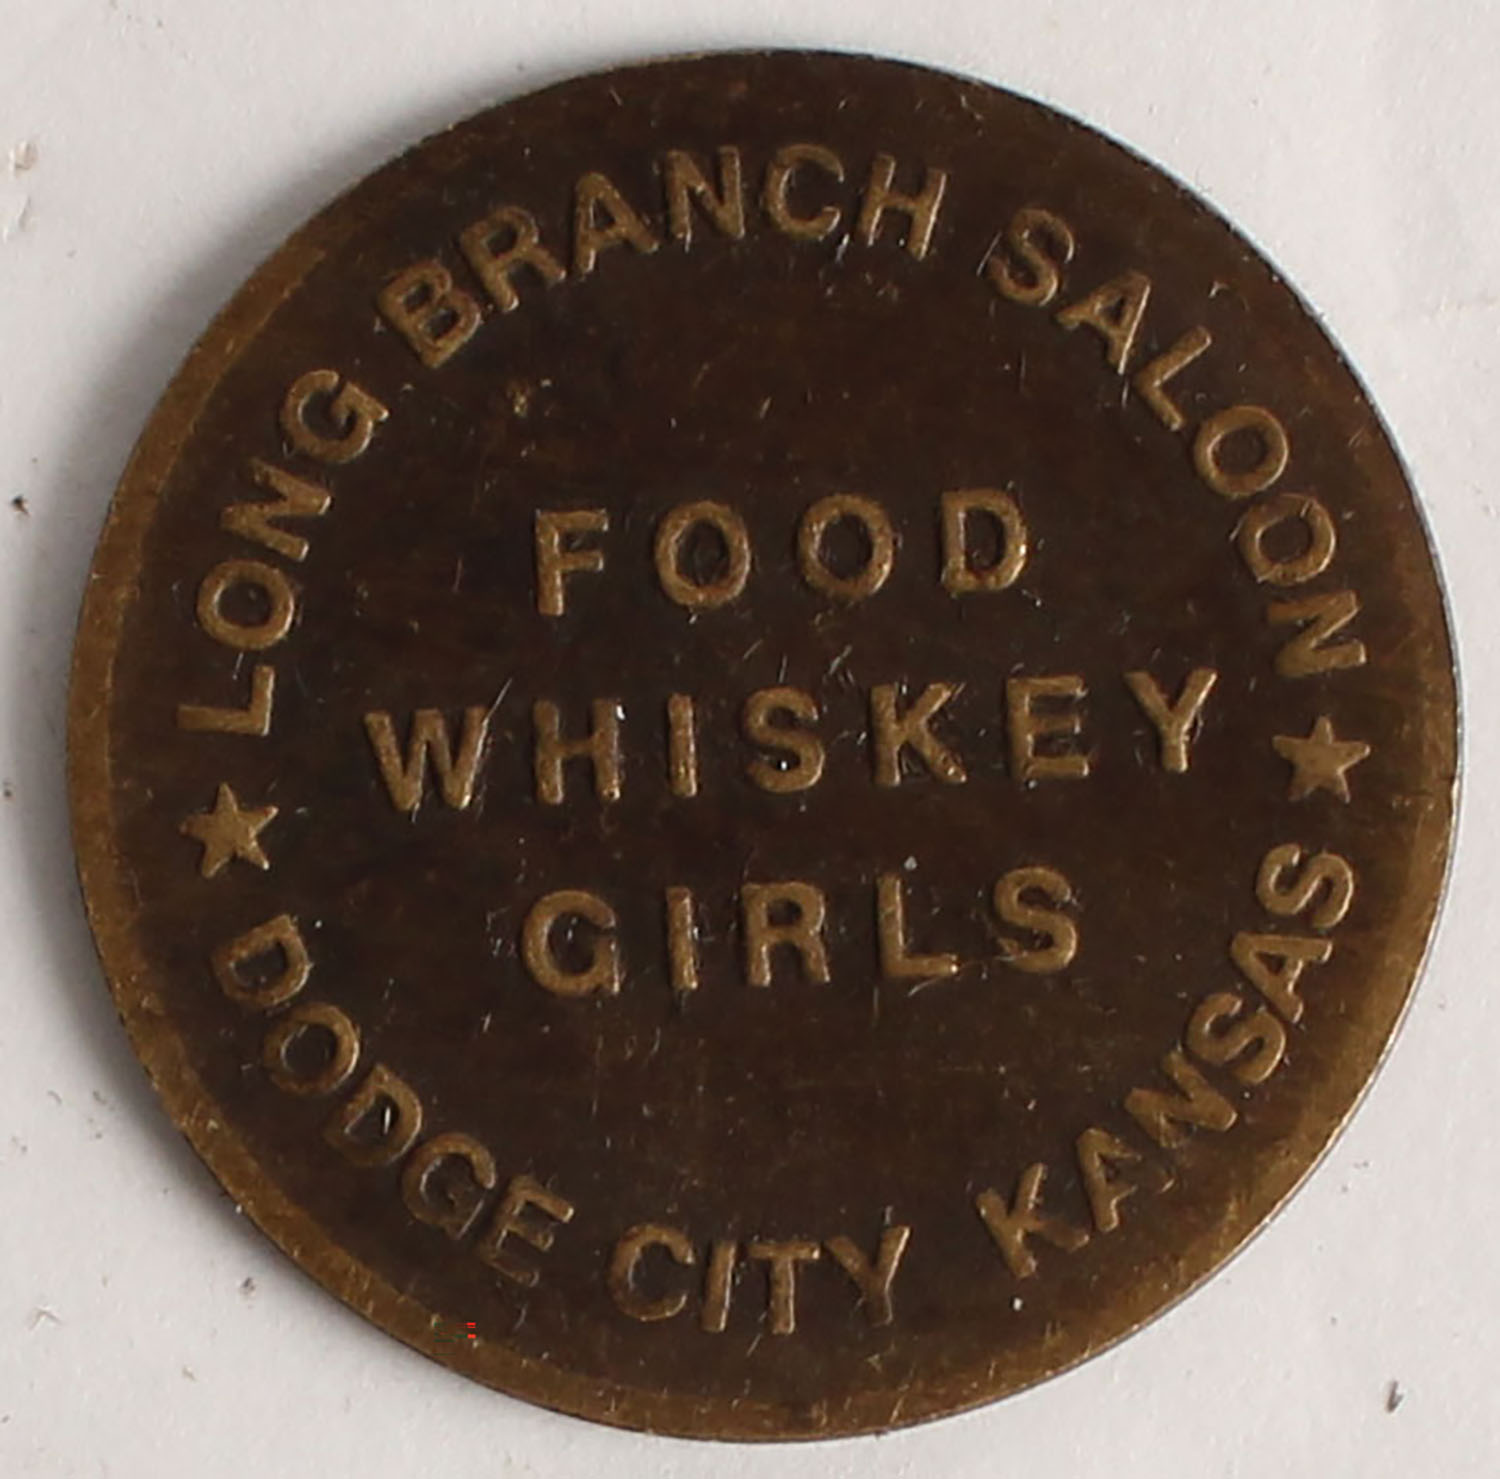 LONG BRANCH SALOON
FOOD
WHISKEY
GIRLS
DODGE CITY KANSAS